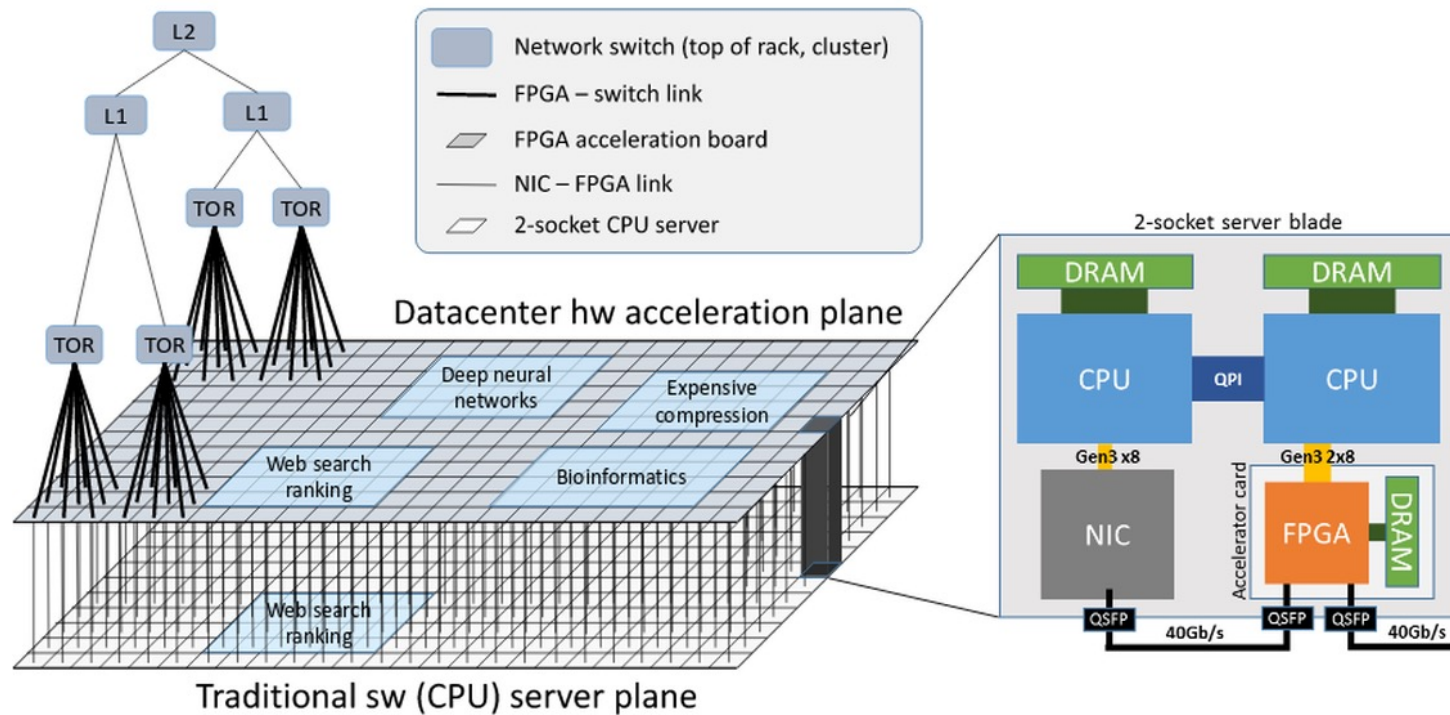 L2
L1
L1
TOR
TOR
TOR
TOR
Network switch (top of rack, cluster)
FPGA – switch link
FPGA acceleration board
NIC – FPGA link
2-socket CPU server
Datacenter hw acceleration plane
Deep neural
networks
Expensive
compression
Web search
ranking
Bioinformatics
Web search
ranking
Traditional sw (CPU) server plane
2-socket server blade
DRAM
DRAM
CPU
QPI
CPU
Gen3 x8
Gen3 2x8
Accelerator card
NIC
FPGA
DRAM
QSFP
QSFP
QSFP
40Gb/s
40Gb/s